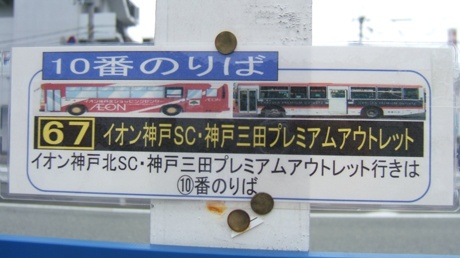 10番のりば
ÆON
67 イオン神戸SC・神戸三田プレミアムアウトレット
イオン神戸北SC・神戸三田プレミアムアウトレット行きは
⑩番のりば